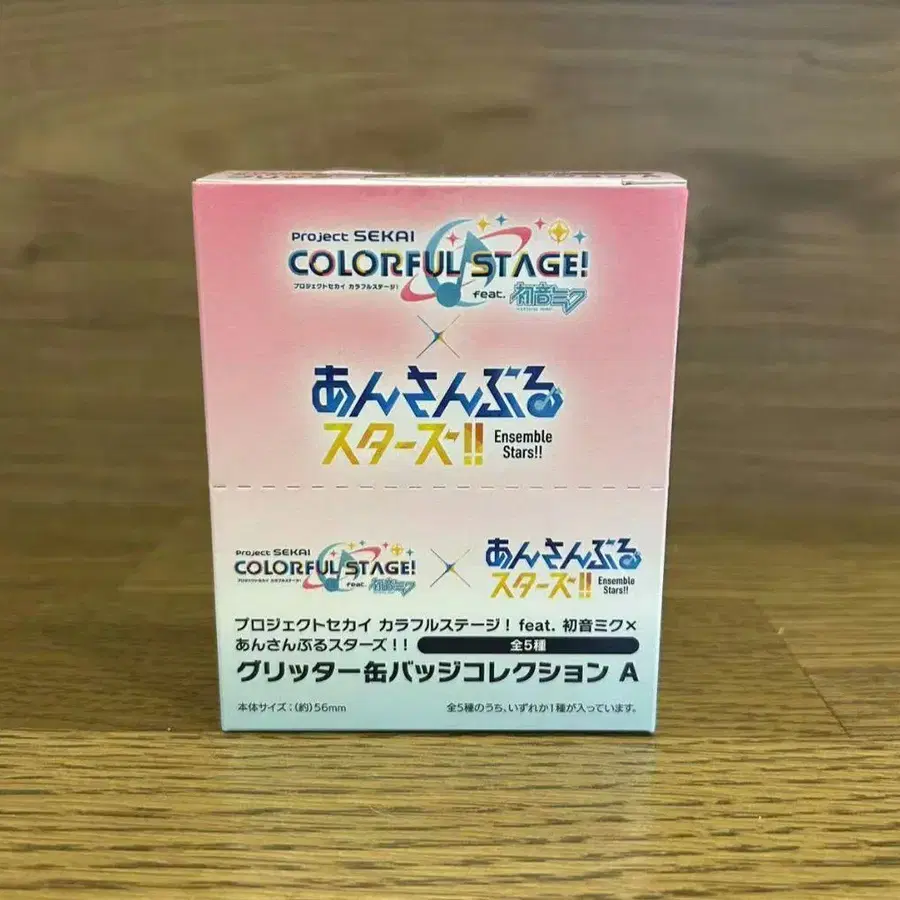 Project SEKAI
COLORFUL STAGE!
プロジェクトセカイ カラフルステージ!
feat. 初音ミク
×
あんさんぶる
スターズ!!
Ensemble
Stars!!
Project SEKAI
COLORFUL STAGE!
プロジェクトセカイ カラフルステージ!
feat. 初音ミク
×
あんさんぶる
スターズ!!
Ensemble
Stars!!
プロジェクトセカイ カラフルステージ! feat. 初音ミク×
あんさんぶるスターズ!! 全5種
グリッター缶バッジコレクション A
本体サイズ:(約)56mm
全5種のうち、いずれか1種が入っています。